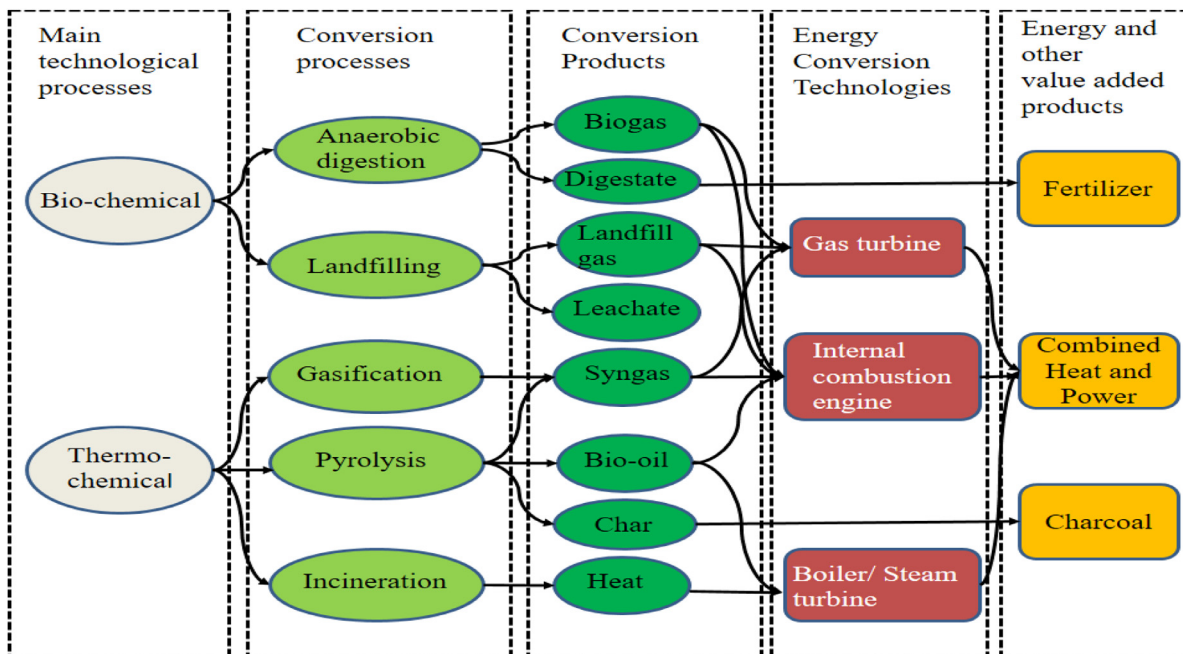 Main
technological
processes
Conversion
processes
Conversion
Products
Energy
Conversion
Technologies
Energy and
other
value added
products
Bio-chemical
Thermo-
chemical
Anaerobic
digestion
Landfilling
Gasification
Pyrolysis
Incineration
Biogas
Digestate
Landfill
gas
Leachate
Syngas
Bio-oil
Char
Heat
Gas turbine
Internal
combustion
engine
Boiler/ Steam
turbine
Fertilizer
Combined
Heat and
Power
Charcoal